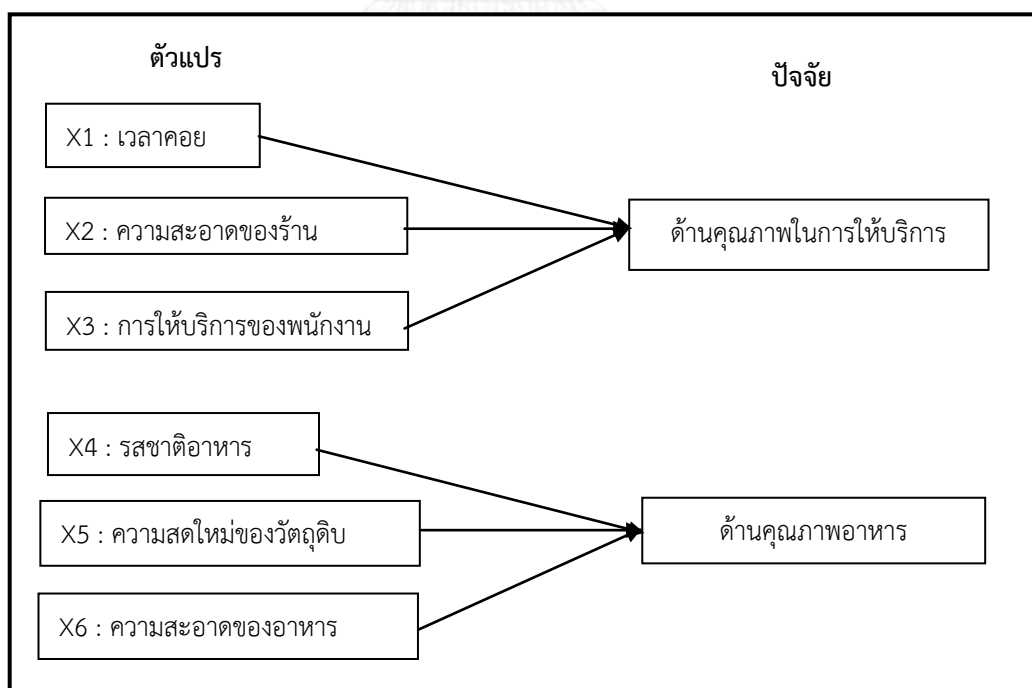 ตัวแปร
ปัจจัย
X1 : เวลาคอย
X2 : ความสะอาดของร้าน
ด้านคุณภาพในการให้บริการ
X3 : การให้บริการของพนักงาน
X4 : รสชาติอาหาร
X5 : ความสดใหม่ของวัตถุดิบ
ด้านคุณภาพอาหาร
X6 : ความสะอาดของอาหาร